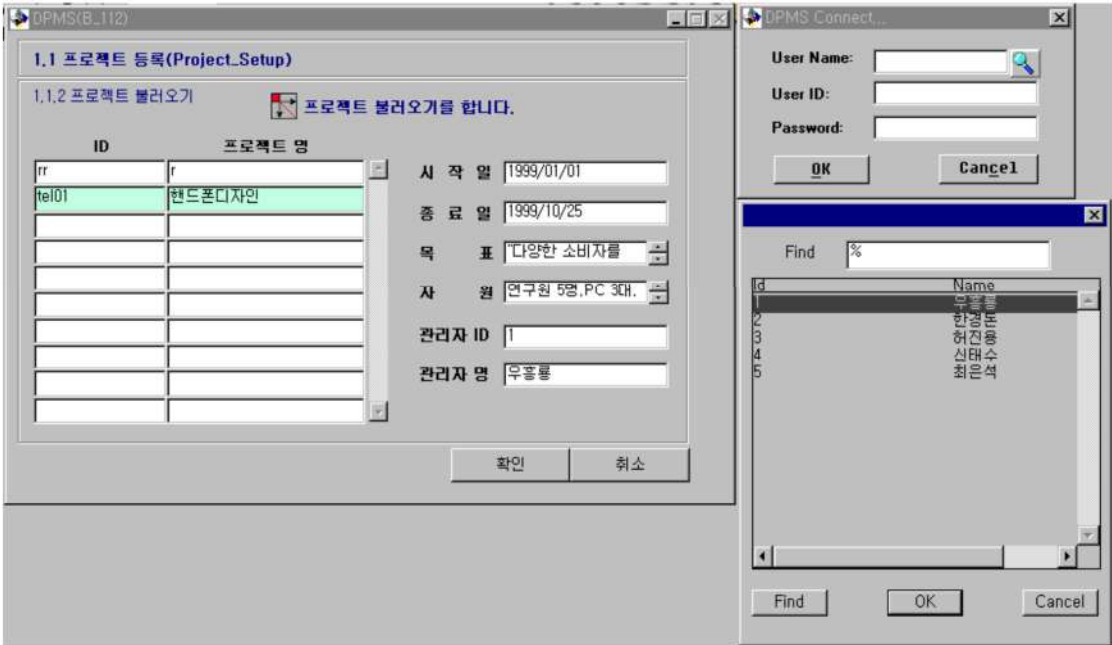 DPMS(B_112)
1.1 프로젝트 등록(Project_Setup)
1.1.2 프로젝트 불러오기
프로젝트 불러오기를 합니다.
ID 프로젝트 명
rr r
tel01 핸드폰디자인
시 작 일 1999/01/01
종 료 일 1999/10/25
목 표 "다양한 소비자를
자 원 연구원 5명,PC 3대,
관리자 ID 1
관리자 명 우흥룡
확인 취소
DPMS Connect...
User Name:
User ID:
Password:
OK Cancel
Find %
Id Name
1 우흥룡
2 한경돈
3 허진용
4 신태수
5 최은석
Find OK Cancel